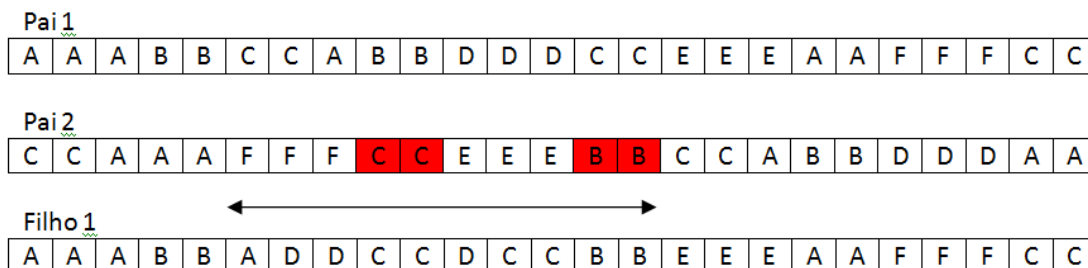 Pai 1
A A A B B C C A B B D D D C C E E E A A F F F C C
Pai 2
C C A A A F F F C C E E E B B C C A B B D D D A A
Filho 1
A A A B B A D D C C D C C B B E E E A A F F F C C